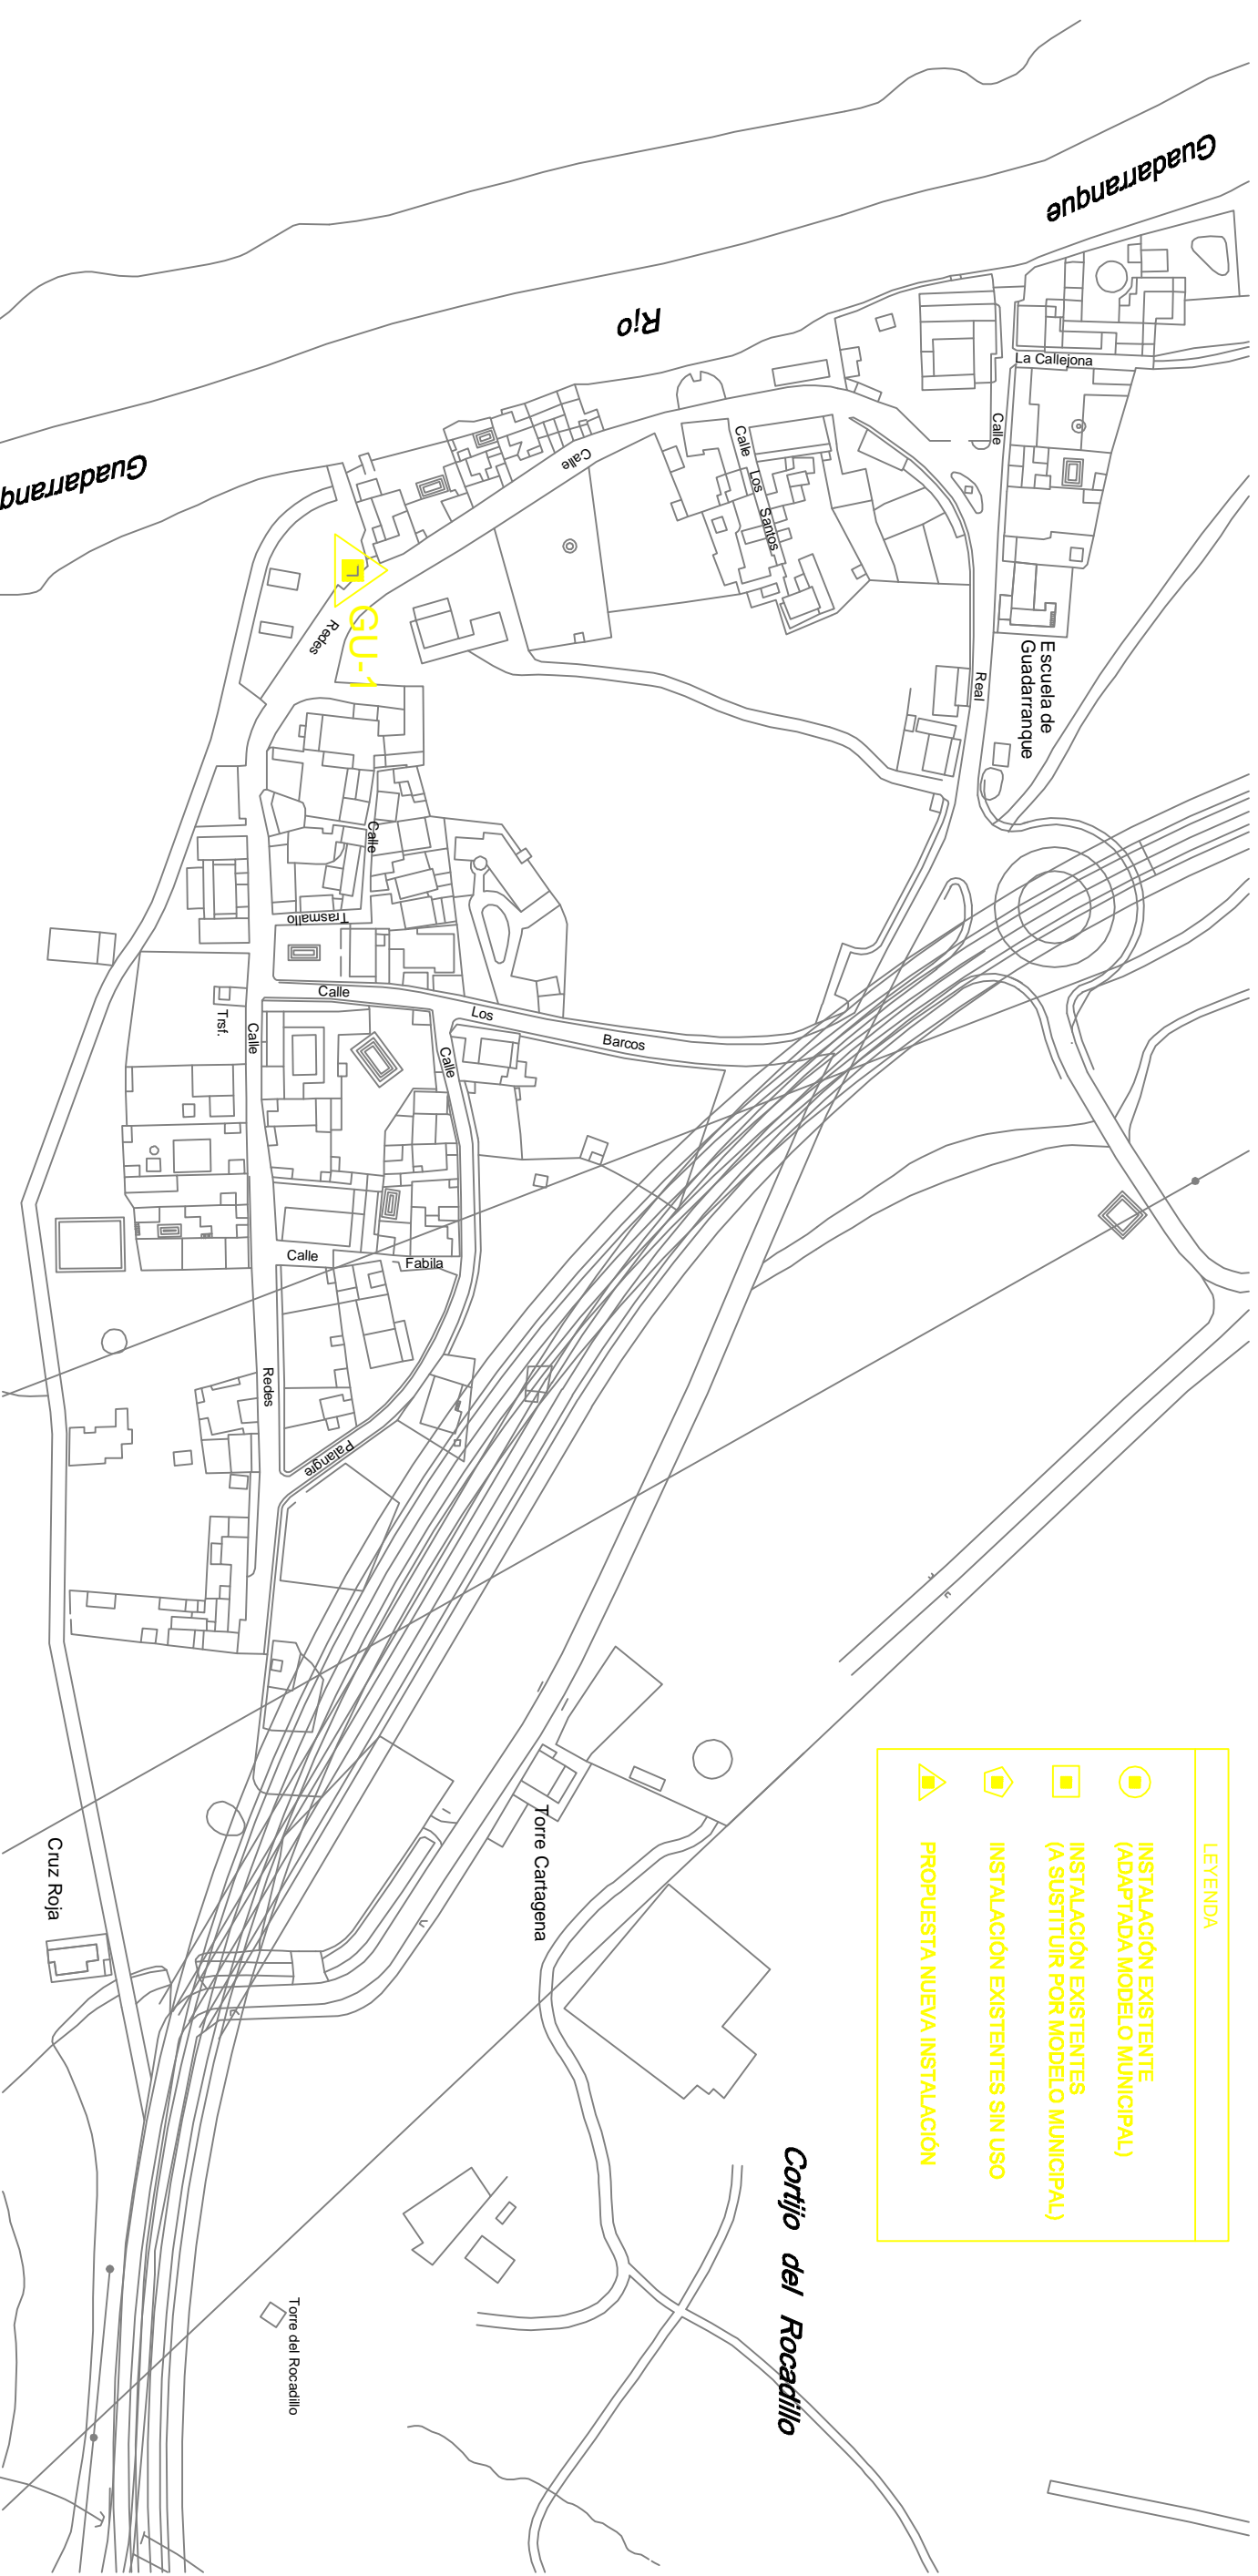 Guadarranque
Rio
Guadarranq
La Callejona
Calle
Real
Escuela de
Guadarranque
Calle Los Santos
Calle
Redes
GU-1
Calle
Trasmallo
Calle Los Barcos
Trsf.
Calle
Redes
Calle
Palangre
Calle Fabila
Torre Cartagena
Cruz Roja
Cortijo del Rocadillo
Torre del Rocadillo
LEYENDA
INSTALACIÓN EXISTENTE
(ADAPTADA MODELO MUNICIPAL)
INSTALACIÓN EXISTENTES
(A SUSTITUIR POR MODELO MUNICIPAL)
INSTALACIÓN EXISTENTES SIN USO
PROPUESTA NUEVA INSTALACIÓN